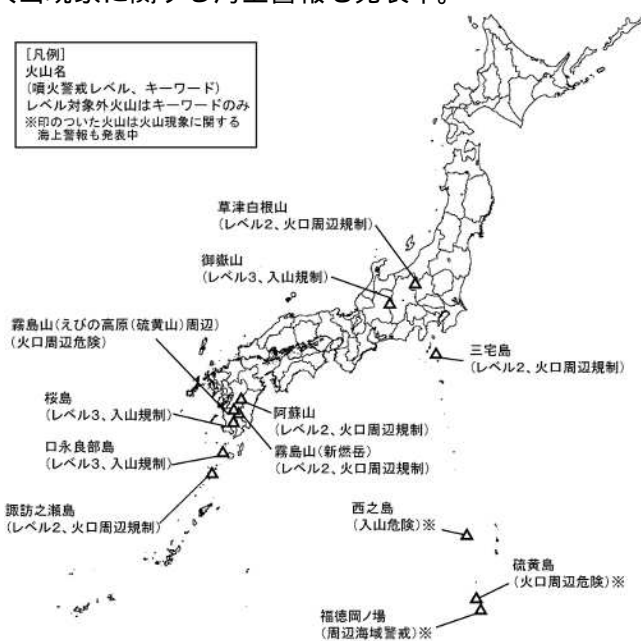 火山現象に関する海上警報も発表中。
[凡例]
火山名
(噴火警戒レベル、キーワード)
レベル対象外火山はキーワードのみ
※印のついた火山は火山現象に関する
海上警報も発表中
草津白根山
(レベル2、火口周辺規制)
御嶽山
(レベル3、入山規制)
霧島山(えびの高原(硫黄山)周辺)
(火口周辺危険)
三宅島
(レベル2、火口周辺規制)
桜島
(レベル3、入山規制)
阿蘇山
(レベル2、火口周辺規制)
口永良部島
(レベル3、入山規制)
霧島山(新燃岳)
(レベル2、火口周辺規制)
諏訪之瀬島
(レベル2、火口周辺規制)
西之島
(入山危険)※
硫黄島
(火口周辺危険)※
福徳岡ノ場
(周辺海域警戒)※